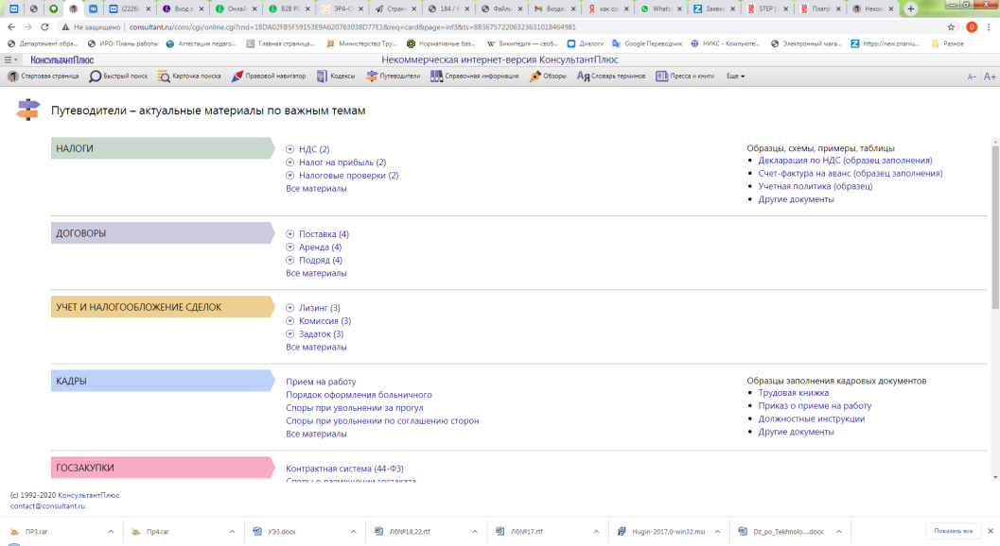 (2226)
Вход в
Онлай
B2B РС
ЭРА-С
Стран
184 / К
Файлы
Входя:
как сос
Whats:
Заявк
STEP |
Платф
Некон
Не защищено | consultant.ru/cons/cgi/online.cgi?rnd=18DA02FB5F59153E9A620763038D77E1&req=card&page=inf3&ts=88367572206323631018464981
Департамент обра...
ИРО: Планы работы
Аттестация педаго...
Главная страница...
Министерство Тру...
Нормативные баз...
Википедия — своб...
Диалоги
Google Переводчик
НИКС - Компьюте...
Электронный мага...
https://new.znaniu...
Разное
КонсультантПлюс
Некоммерческая интернет-версия КонсультантПлюс
Стартовая страница
Быстрый поиск
Карточка поиска
Правовой навигатор
Кодексы
Путеводители
Справочная информация
Обзоры
Словарь терминов
Пресса и книги
Еще
A- A+
Путеводители – актуальные материалы по важным темам
НАЛОГИ
НДС (2)
Налог на прибыль (2)
Налоговые проверки (2)
Все материалы
Образцы, схемы, примеры, таблицы
Декларация по НДС (образец заполнения)
Счет-фактура на аванс (образец заполнения)
Учетная политика (образец)
Другие документы
ДОГОВОРЫ
Поставка (4)
Аренда (4)
Подряд (4)
Все материалы
УЧЕТ И НАЛОГООБЛОЖЕНИЕ СДЕЛОК
Лизинг (3)
Комиссия (3)
Задаток (3)
Все материалы
КАДРЫ
Прием на работу
Порядок оформления больничного
Споры при увольнении за прогул
Споры при увольнении по соглашению сторон
Все материалы
Образцы заполнения кадровых документов
Трудовая книжка
Приказ о приеме на работу
Должностные инструкции
Другие документы
ГОСЗАКУПКИ
Контрактная система (44-ФЗ)
Споры о размещении госзаказа
(c) 1992-2020 КонсультантПлюс
contact@consultant.ru
ПР3.rar
Пр4.rar
УЭ3.docx
ЛбNR18,22.rtf
ЛбNR17.rtf
Hugin-2017.0-win32.msi
Dz_po_Tekhnolo....docx
Показать все